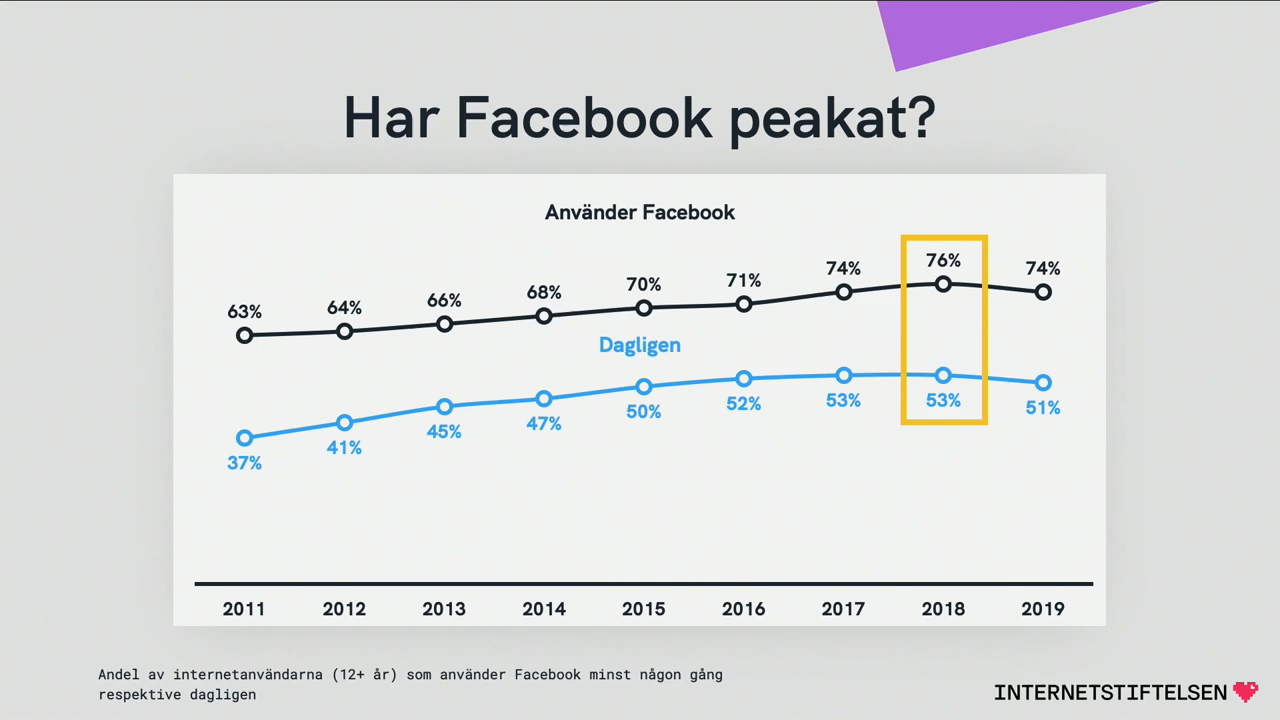 Har Facebook peakat?
Använder Facebook
63% 64% 66% 68% 70% 71% 74% 76% 74%
Dagligen
37% 41% 45% 47% 50% 52% 53% 53% 51%
2011 2012 2013 2014 2015 2016 2017 2018 2019
Andel av internetanvändarna (12+ år) som använder Facebook minst någon gång
respektive dagligen
INTERNETSTIFTELSEN